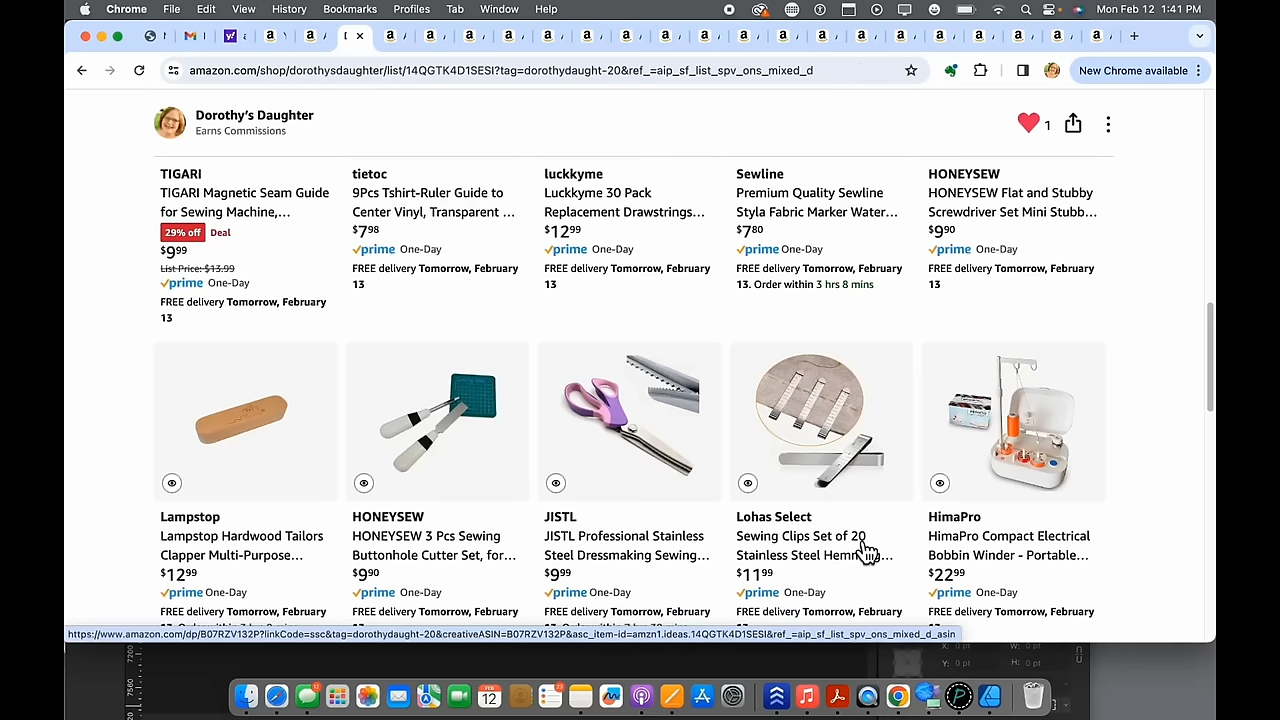 Chrome File Edit View History Bookmarks Profiles Tab Window Help Mon Feb 12 1:41 PM
amazon.com/shop/dorothysdaughter/list/14QGTK4D1SESI?tag=dorothydaught-20&ref_=aip_sf_list_spv_ons_mixed_d
New Chrome available
Dorothy's Daughter
Earns Commissions
1
TIGARI
TIGARI Magnetic Seam Guide
for Sewing Machine,...
29% off Deal
$9.99
List Price: $13.99
prime One-Day
FREE delivery Tomorrow, February
13
tietoc
9Pcs Tshirt-Ruler Guide to
Center Vinyl, Transparent ...
$7.98
prime One-Day
FREE delivery Tomorrow, February
13
luckkyme
Luckkyme 30 Pack
Replacement Drawstrings...
$12.99
prime One-Day
FREE delivery Tomorrow, February
13
Sewline
Premium Quality Sewline
Styla Fabric Marker Water...
$7.80
prime One-Day
FREE delivery Tomorrow, February
13. Order within 3 hrs 8 mins
HONEYSEW
HONEYSEW Flat and Stubby
Screwdriver Set Mini Stubb...
$9.90
prime One-Day
FREE delivery Tomorrow, February
13
Lampstop
Lampstop Hardwood Tailors
Clapper Multi-Purpose...
$12.99
prime One-Day
FREE delivery Tomorrow, February
HONEYSEW
HONEYSEW 3 Pcs Sewing
Buttonhole Cutter Set, for...
$9.90
prime One-Day
FREE delivery Tomorrow, February
JISTL
JISTL Professional Stainless
Steel Dressmaking Sewing...
$9.99
prime One-Day
FREE delivery Tomorrow, February
Lohas Select
Sewing Clips Set of 20
Stainless Steel
$11.99
prime One-Day
FREE delivery Tomorrow, February
HimaPro
HimaPro Compact Electrical
Bobbin Winder - Portable...
$22.99
prime One-Day
FREE delivery Tomorrow, February
https://www.amazon.com/dp/B07RZV132P?linkCode=ssc&tag=dorothydaught-20&creativeASIN=B07RZV132P&asc_item-id=amzn1.ideas.14QGTK4D1SESI&ref_=aip_sf_list_spv_ons_mixed_d_asin
X: 0 pt W: 0 pt
Y: 0 pt H: 0 pt
7200
7560
FEB
12